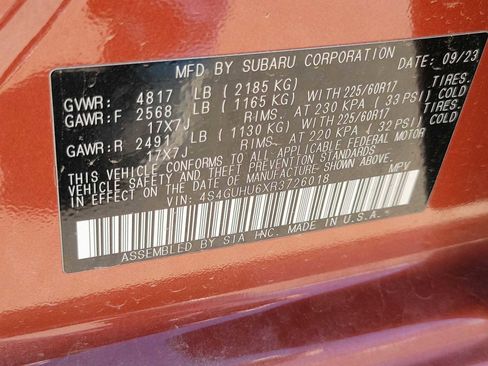 MFD BY SUBARU CORPORATION DATE: 09/23
GVWR: 4817 LB (2185 KG)
GAWR:F 2568 LB (1165 KG) WITH 225/60R17 TIRES.
17X7J RIMS. AT 230 KPA (33 PSI) COLD
GAWR:R 2491 LB (1130 KG) WITH 225/60R17 TIRES.
17X7J RIMS. AT 220 KPA (32 PSI) COLD
THIS VEHICLE CONFORMS TO ALL APPLICABLE FEDERAL MOTOR
VEHICLE SAFETY AND THEFT PREVENTION STANDARDS
IN EFFECT ON THE DATE OF MANUFACTURE SHOWN ABOVE.
VIN: 4S4GUHU6XR3726018 MPV
ASSEMBLED BY SIA INC. MADE IN U.S.A.